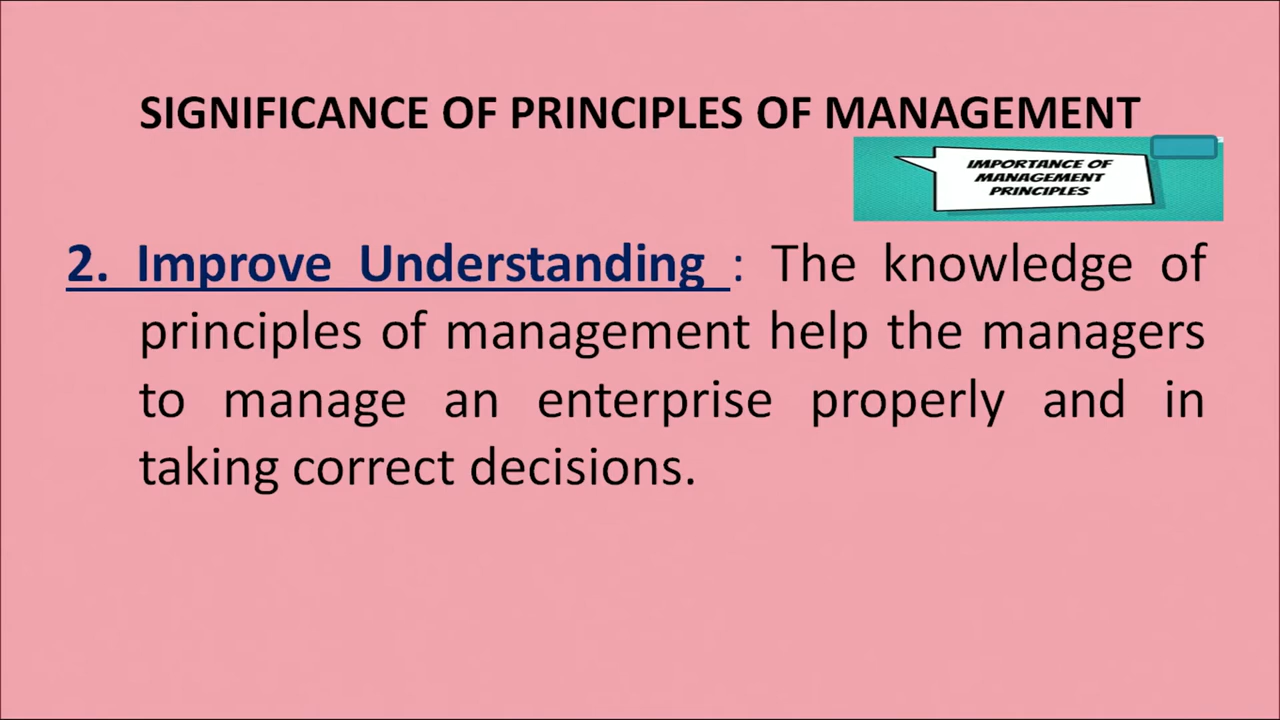 SIGNIFICANCE OF PRINCIPLES OF MANAGEMENT
IMPORTANCE OF
MANAGEMENT
PRINCIPLES
2. Improve Understanding : The knowledge of
principles of management help the managers
to manage an enterprise properly and in
taking correct decisions.